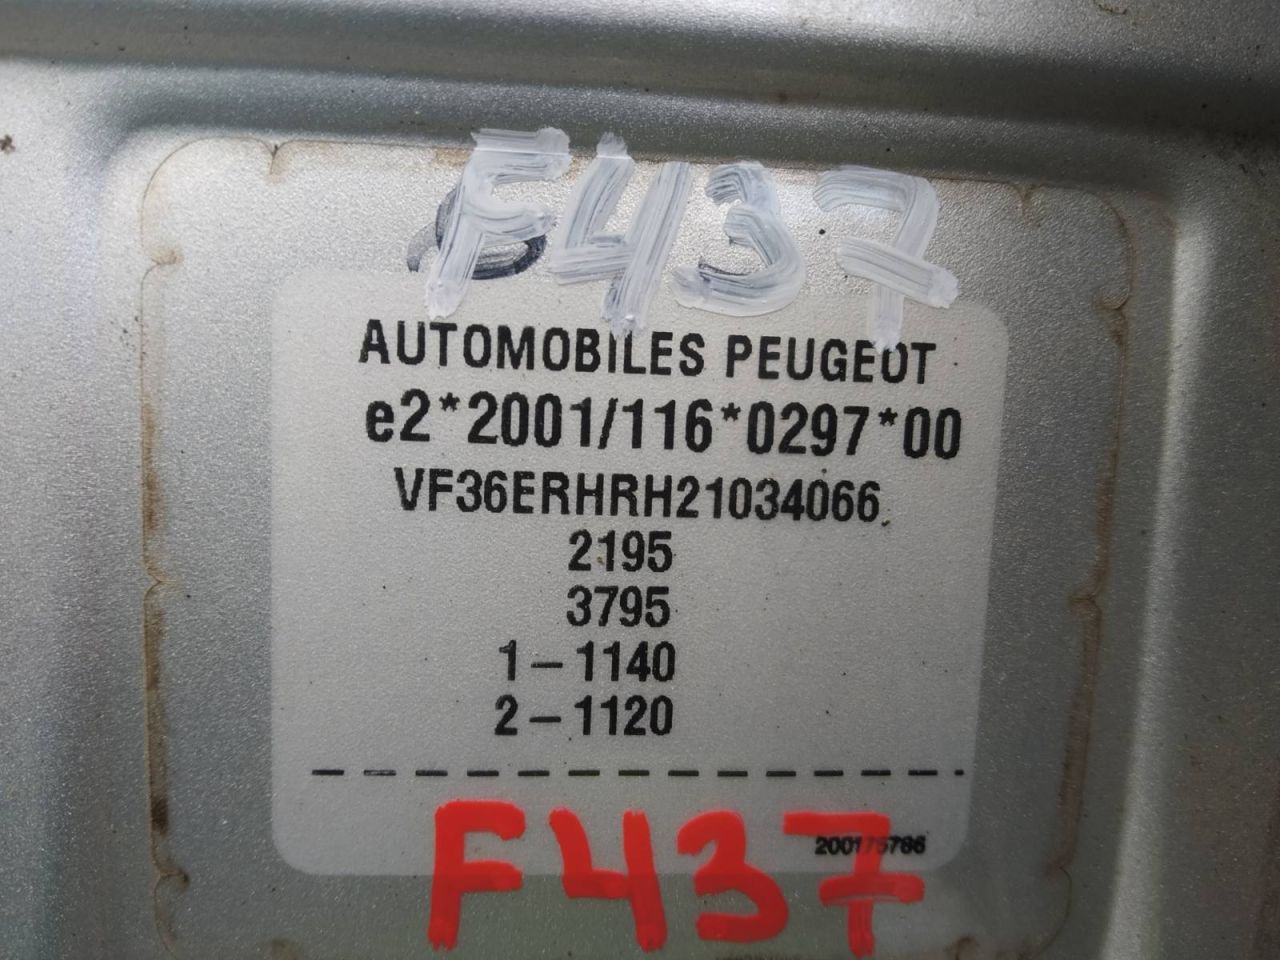 F437
AUTOMOBILES PEUGEOT
e2*2001/116*0297*00
VF36ERHRH21034066
2195
3795
1-1140
2-1120
F437